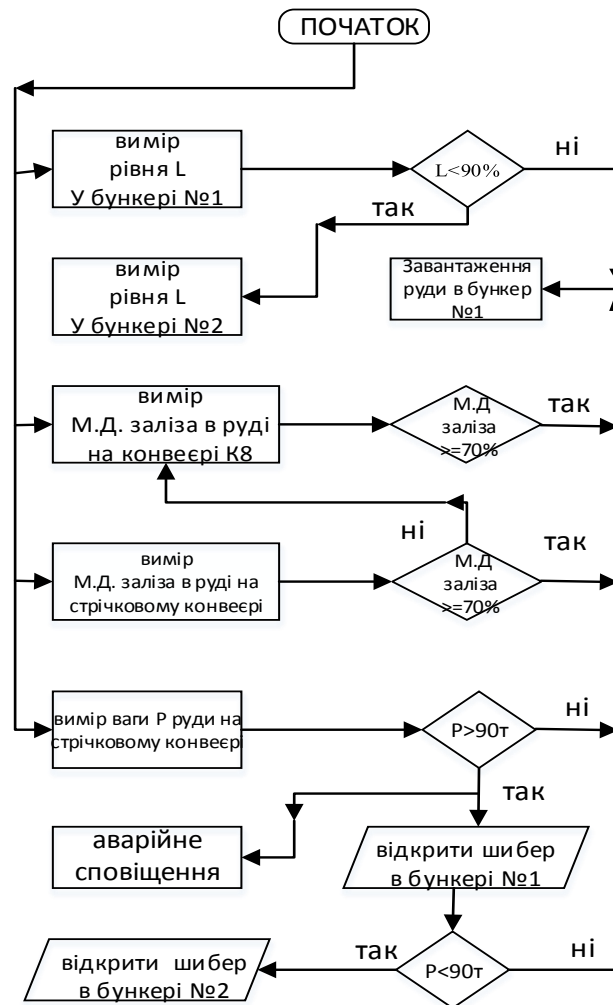 ПОЧАТОК
вимір
рівня L
У бункері №1
L<90%
ні
так
вимір
рівня L
У бункері №2
Завантаження
руди в бункер
№1
вимір
М.Д. заліза в руді
на конвеєрі К8
М.Д
заліза
>=70%
так
ні
вимір
М.Д. заліза в руді на
стрічковому конвеєрі
М.Д
заліза
>=70%
так
вимір ваги Р руди на
стрічковому конвеєрі
Р>90т
ні
так
аварійне
сповіщення
відкрити шибер
в бункері №1
так
Р<90т
ні
відкрити шибер
в бункері №2